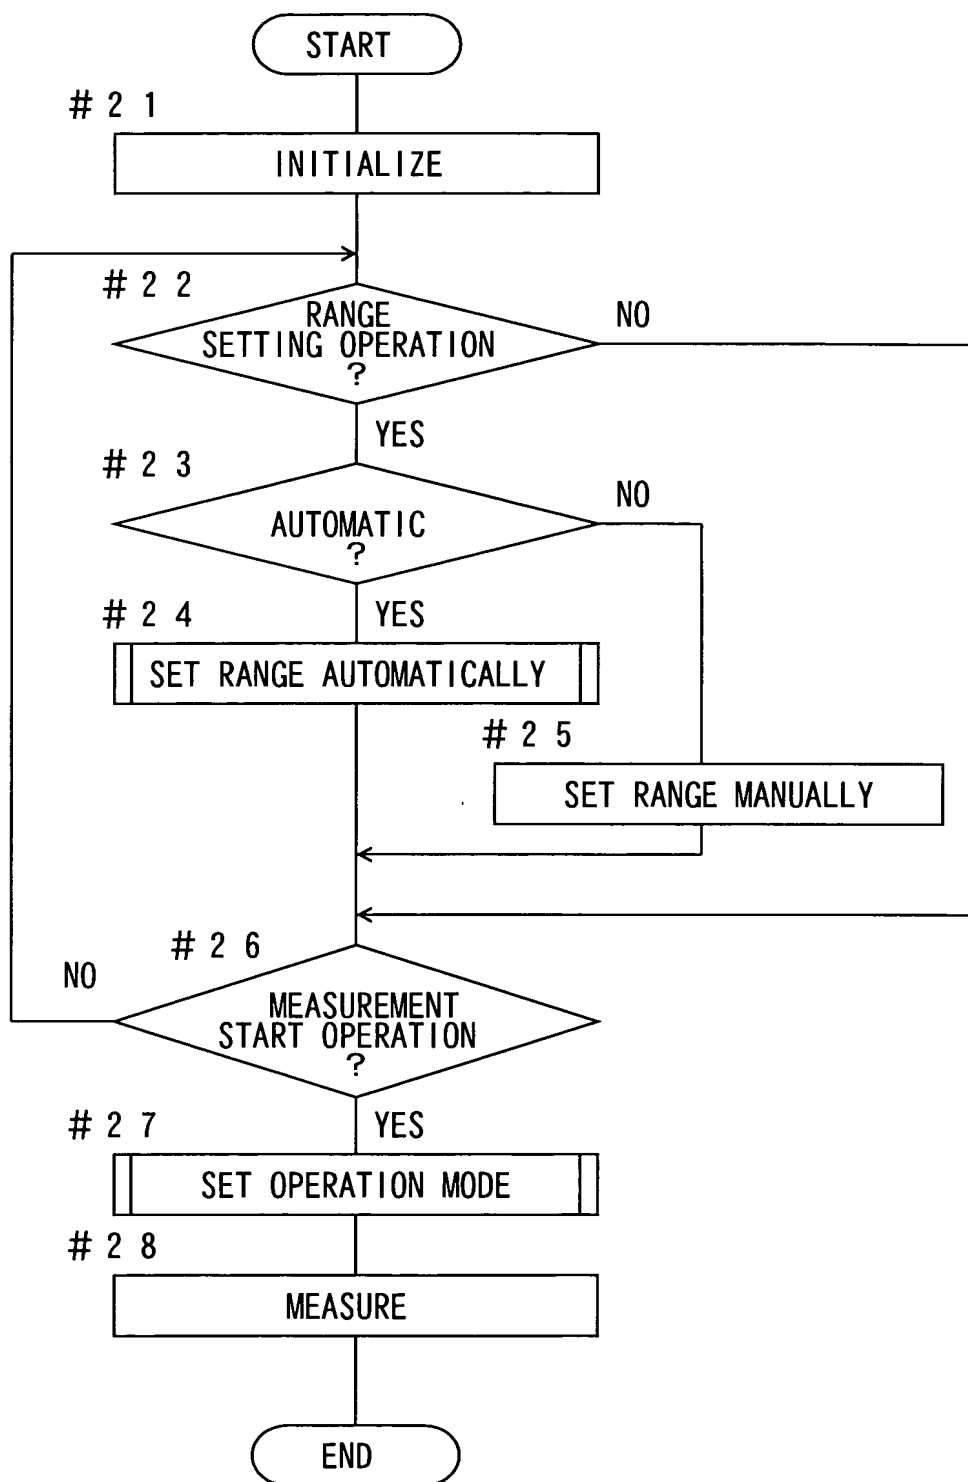 START
#21
INITIALIZE
#22
RANGE
SETTING OPERATION
?
NO
YES
#23
AUTOMATIC
?
NO
YES
#24
SET RANGE AUTOMATICALLY
#25
SET RANGE MANUALLY
#26
NO
MEASUREMENT
START OPERATION
?
YES
#27
SET OPERATION MODE
#28
MEASURE
END